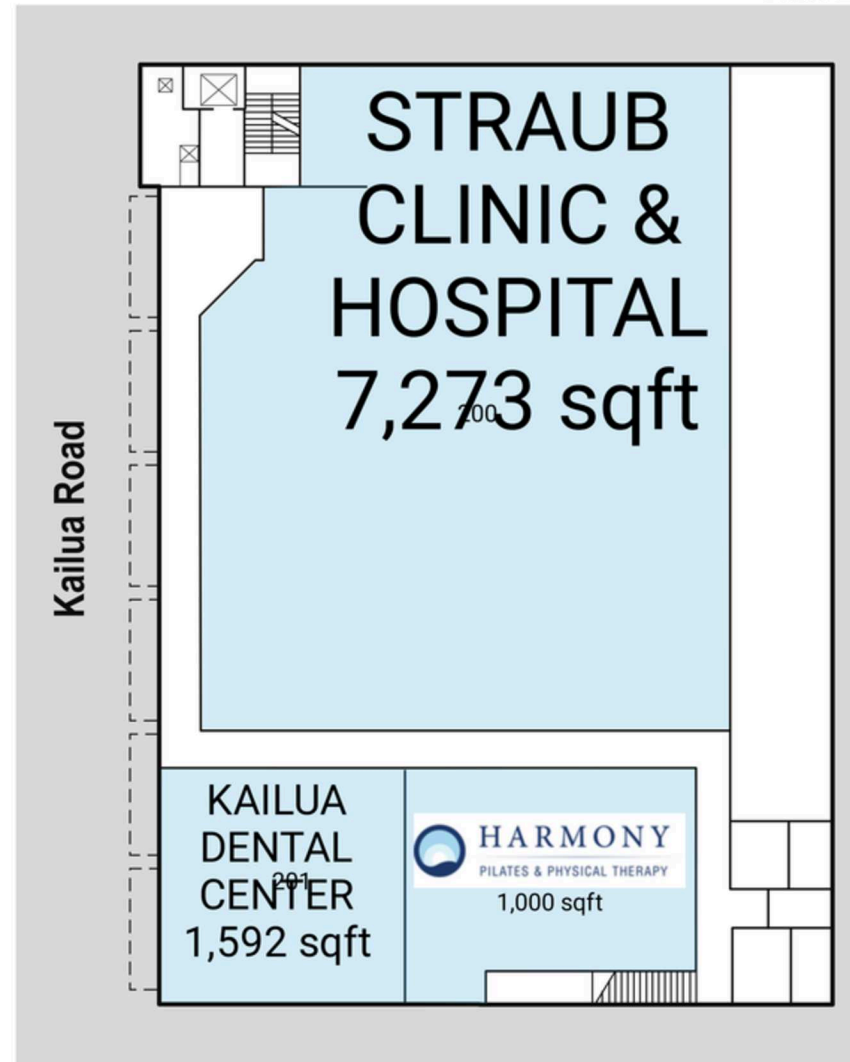 STRAUB
CLINIC &
HOSPITAL
7,273 sqft
200
Kailua Road
KAILUA
DENTAL
CENTER
201
1,592 sqft
HARMONY
PILATES & PHYSICAL THERAPY
1,000 sqft